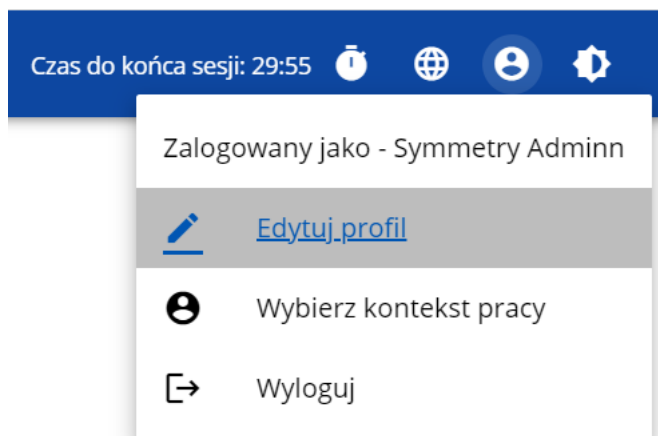 Czas do końca sesji: 29:55
Zalogowany jako - Symmetry Adminn
Edytuj profil
Wybierz kontekst pracy
Wyloguj